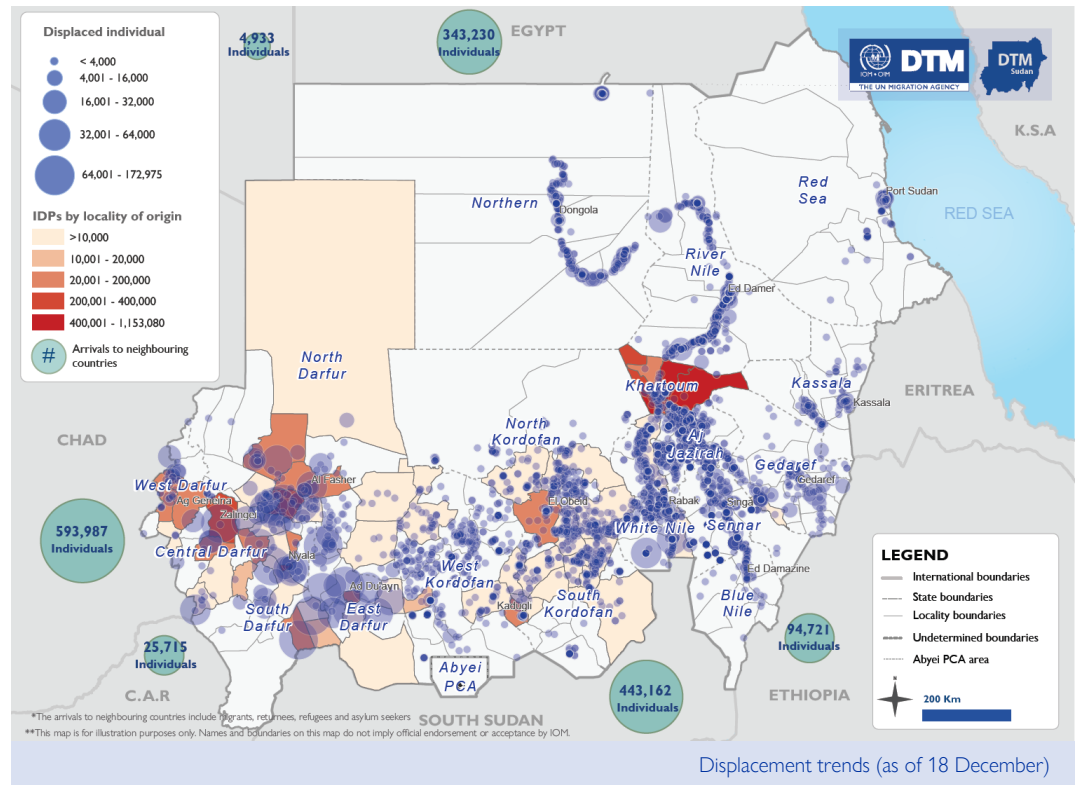 Displaced individual
< 4,000
4,001 - 16,000
16,001 - 32,000
32,001 - 64,000
64,001 - 172,975
IDPs by locality of origin
>10,000
10,001 - 20,000
20,001 - 200,000
200,001 - 400,000
400,001 - 1,153,080
#
Arrivals to neighbouring
countries
4,933
Individuals
343,230
Individuals
EGYPT
IOM • OIM
DTM
THE UN MIGRATION AGENCY
DTM
Sudan
K.S.A
RED SEA
Northern
Dongola
Red
Sea
Port Sudan
River
Nile
Ed Damer
North
Darfur
Khartoum
Kassala
Kassala
ERITREA
CHAD
North
Kordofan
Aj
Jazirah
Gedaref
Gedaref
West Darfur
Ag Geneina
Al Fasher
Zalingei
El Obeid
Rabak
Singa
White Nile
Sennar
593,987
Individuals
Central Darfur
Nyala
West
Kordofan
Ad Du'ayn
Ed Damazine
South
Darfur
East
Darfur
Kadugli
South
Kordofan
Blue
Nile
25,715
Individuals
94,721
Individuals
Abyei
PCA
443,162
Individuals
C.A.R
SOUTH SUDAN
ETHIOPIA
LEGEND
International boundaries
State boundaries
Locality boundaries
Undetermined boundaries
Abyei PCA area
200 Km
*The arrivals to neighbouring countries include migrants, returnees, refugees and asylum seekers
**This map is for illustration purposes only. Names and boundaries on this map do not imply official endorsement or acceptance by IOM.
Displacement trends (as of 18 December)